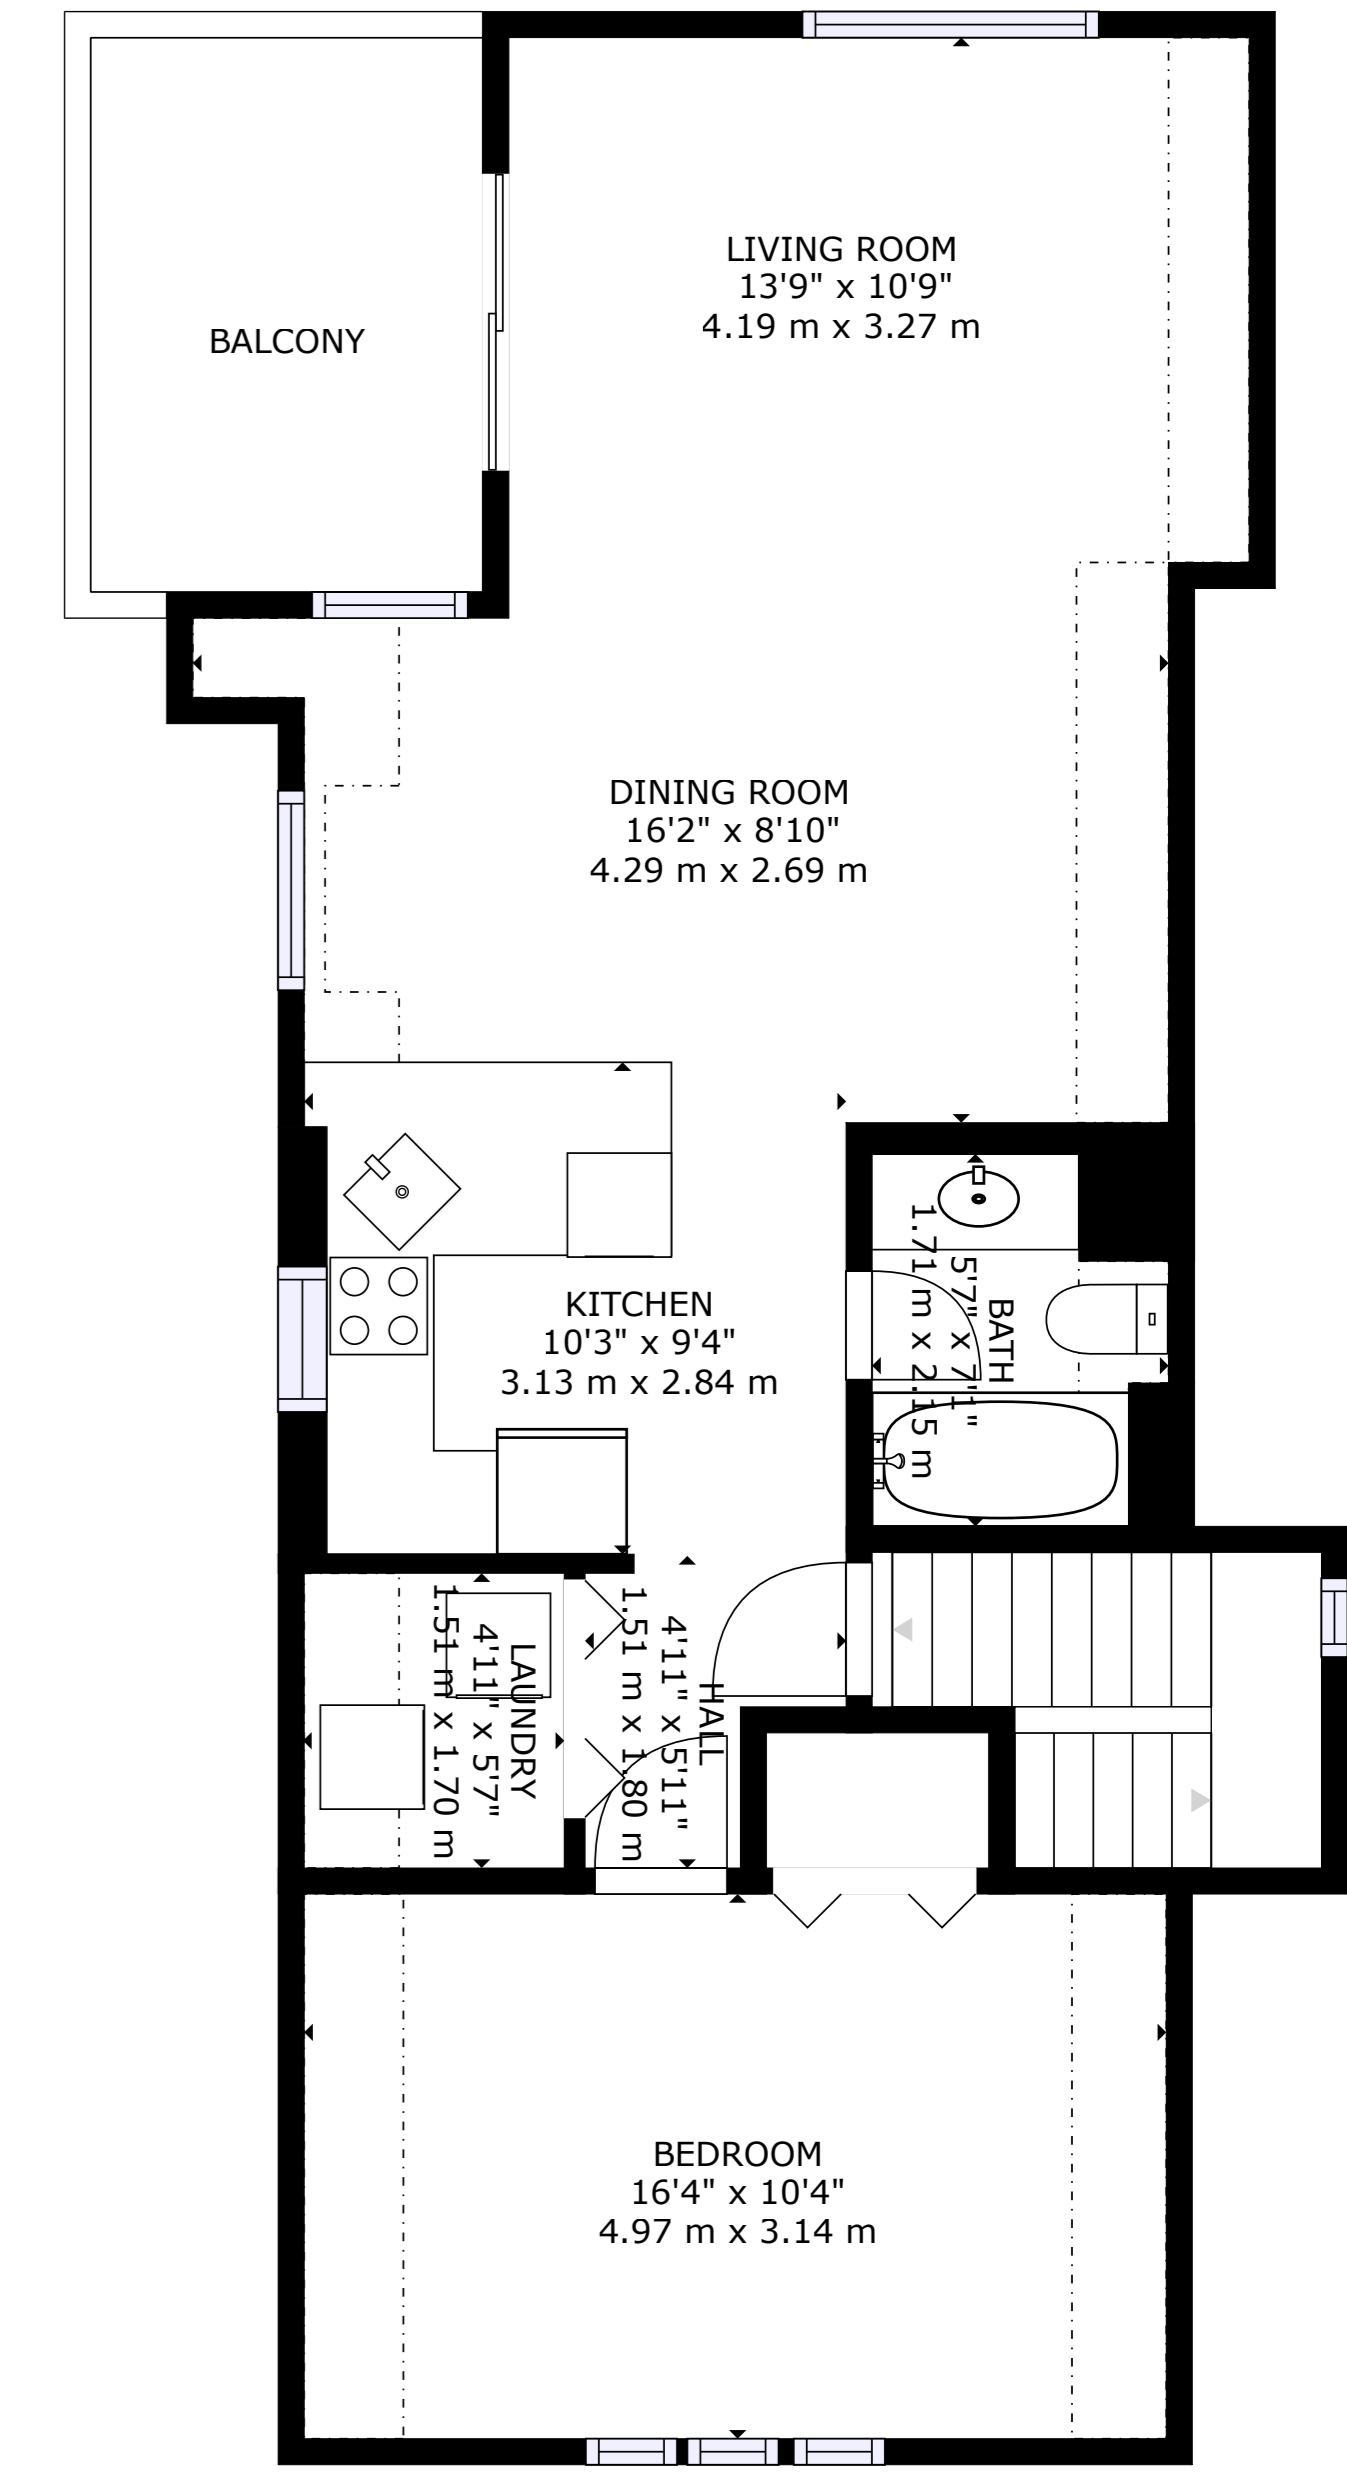 LIVING ROOM
13'9" x 10'9"
4.19 m x 3.27 m
BALCONY
DINING ROOM
16'2" x 8'10"
4.29 m x 2.69 m
KITCHEN
10'3" x 9'4"
3.13 m x 2.84 m
BATH
5'7" x 7'1"
1.71 m x 2.15 m
LAUNDRY
4'11" x 5'7"
1.51 m x 1.70 m
HALL
4'11" x 5'11"
1.51 m x 1.80 m
BEDROOM
16'4" x 10'4"
4.97 m x 3.14 m